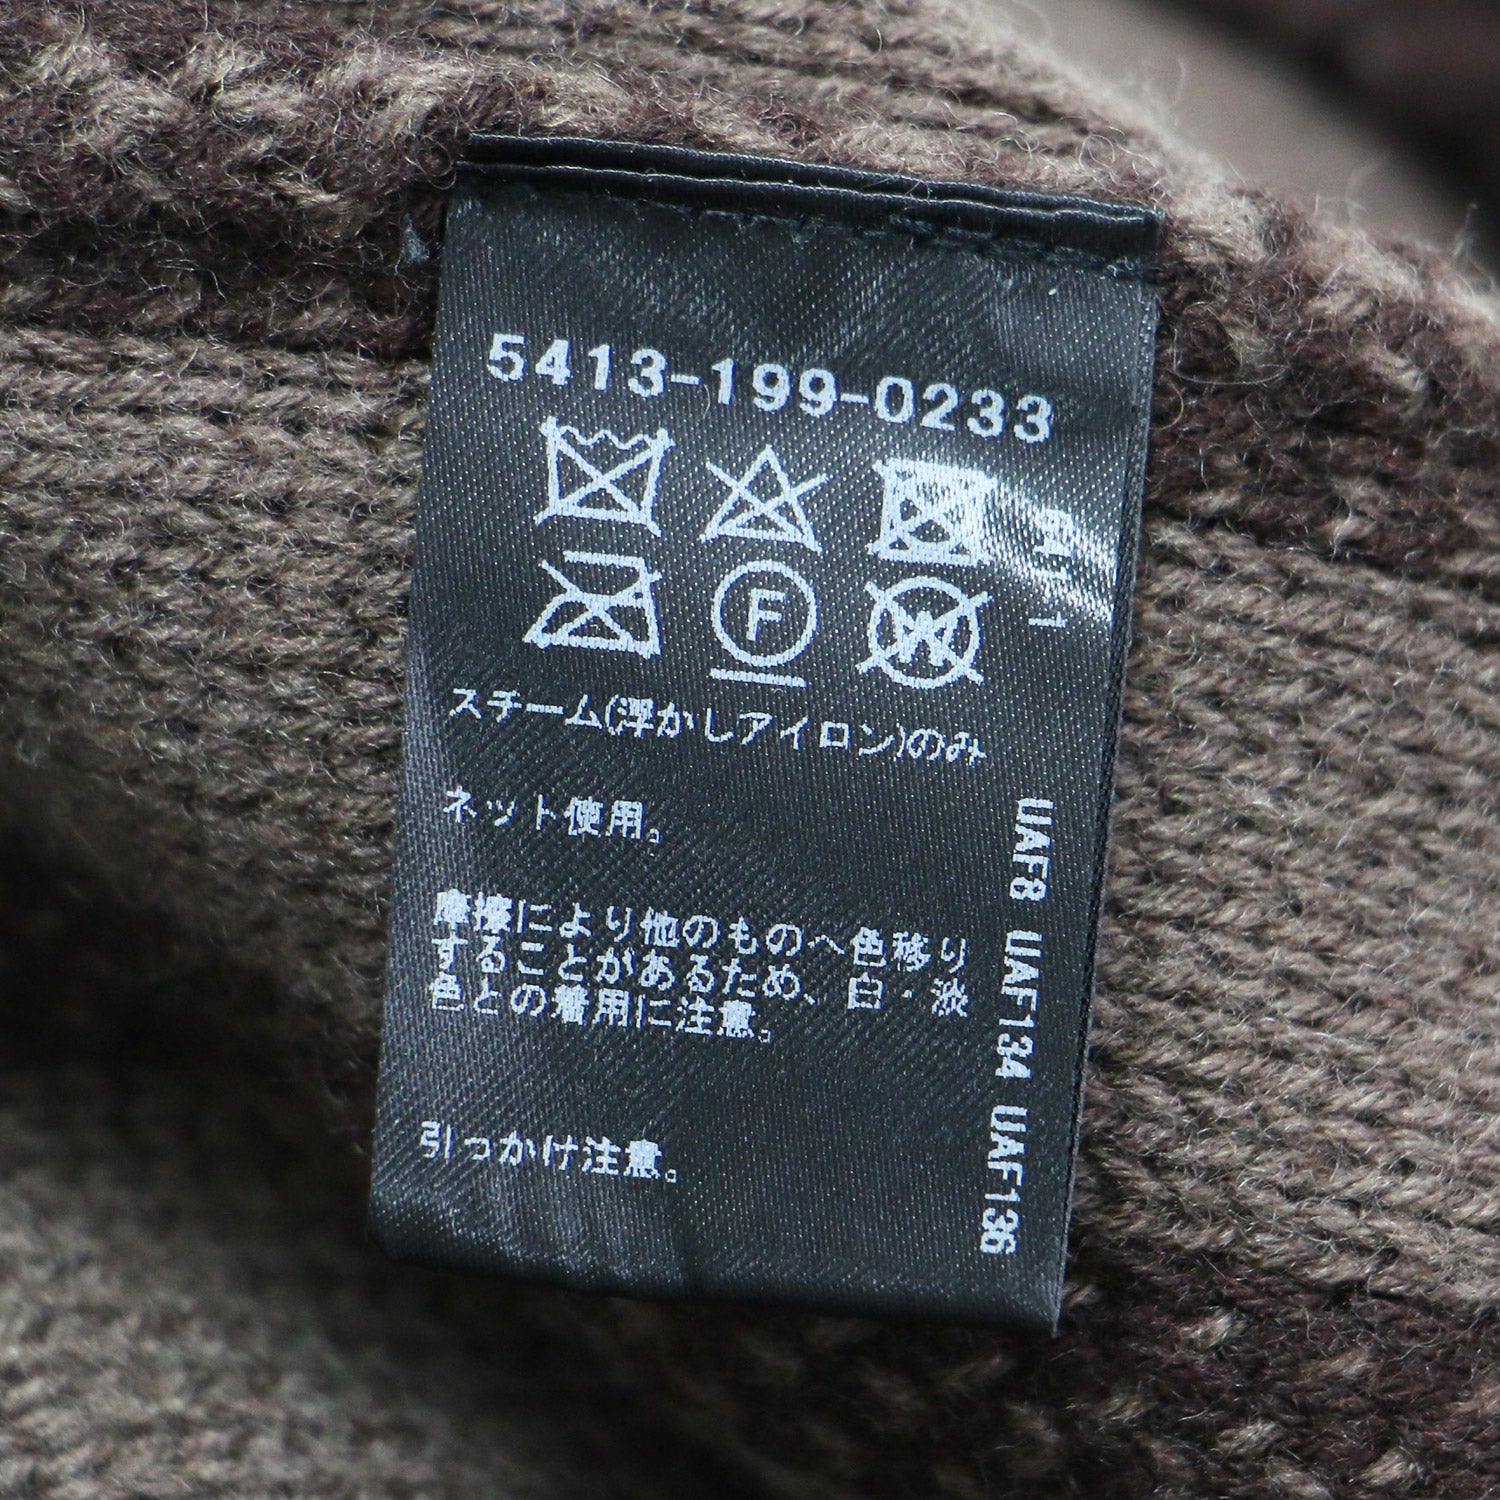 5413-199-0233
F
W
スチーム(浮かしアイロン)のみ
ネット使用。
摩擦により他のものへ色移り
することがあるため、白・淡
色との着用に注意。
引っかけ注意。
UAF8 UAF134 UAF136